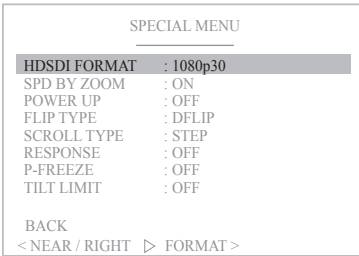 SPECIAL MENU
HDSDI FORMAT : 1080p30
SPD BY ZOOM : ON
POWER UP : OFF
FLIP TYPE : DFLIP
SCROLL TYPE : STEP
RESPONSE : OFF
P-FREEZE : OFF
TILT LIMIT : OFF
BACK
< NEAR / RIGHT ▷ FORMAT >